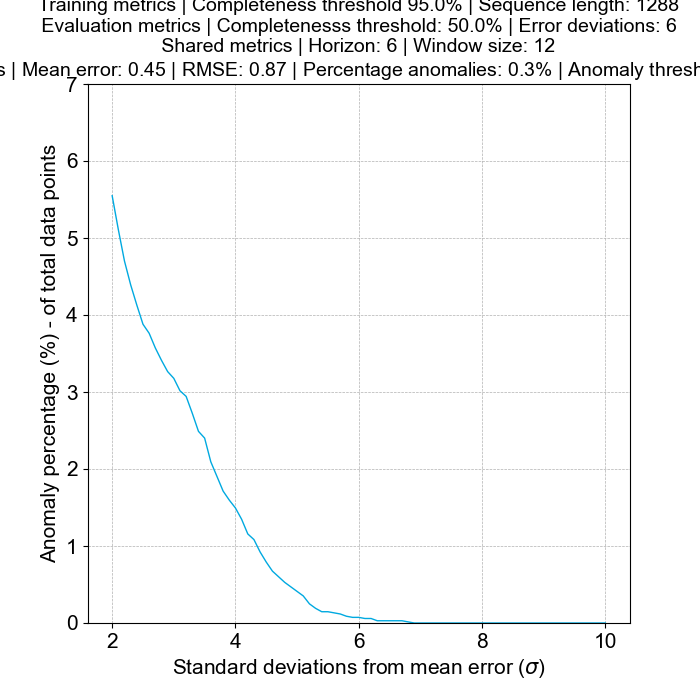 Training metrics | Completeness threshold 95.0% | Sequence length: 1288
Evaluation metrics | Completenesss threshold: 50.0% | Error deviations: 6
Shared metrics | Horizon: 6 | Window size: 12
s | Mean error: 0.45 | RMSE: 0.87 | Percentage anomalies: 0.3% | Anomaly thresh
7
6
5
4
3
2
1
0
Anomaly percentage (%) - of total data points
2 4 6 8 10
Standard deviations from mean error (σ)